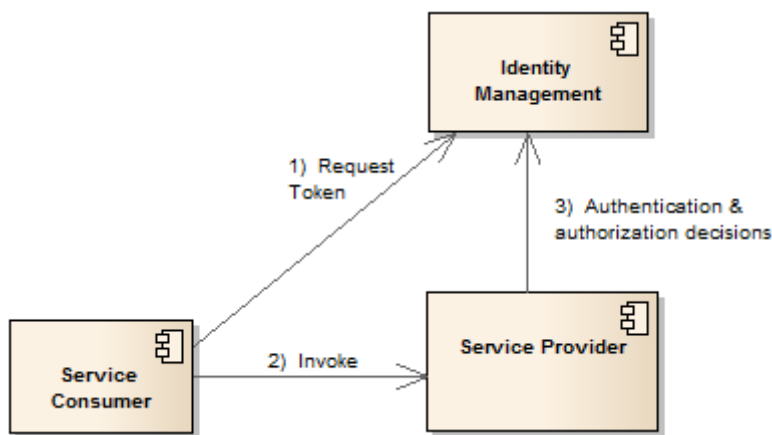 Identity
Management
1) Request
Token
3) Authentication &
authorization decisions
Service Provider
2) Invoke
Service
Consumer